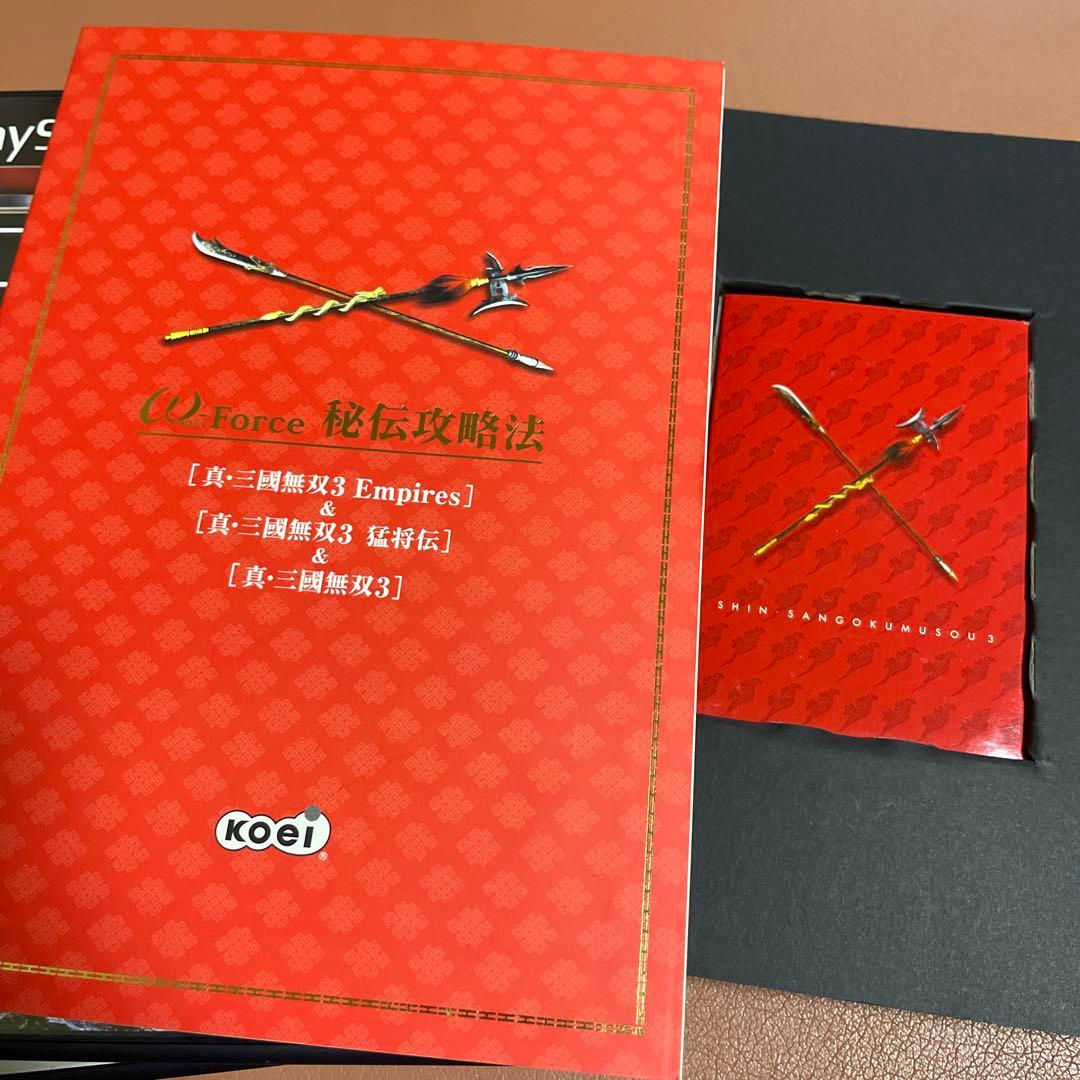 ayS
ω-Force 秘伝攻略法
[真・三國無双3 Empires]
&
[真・三國無双3 猛将伝]
&
[真・三國無双3]
KOEI
®
SHIN・SANGOKUMUSOU 3